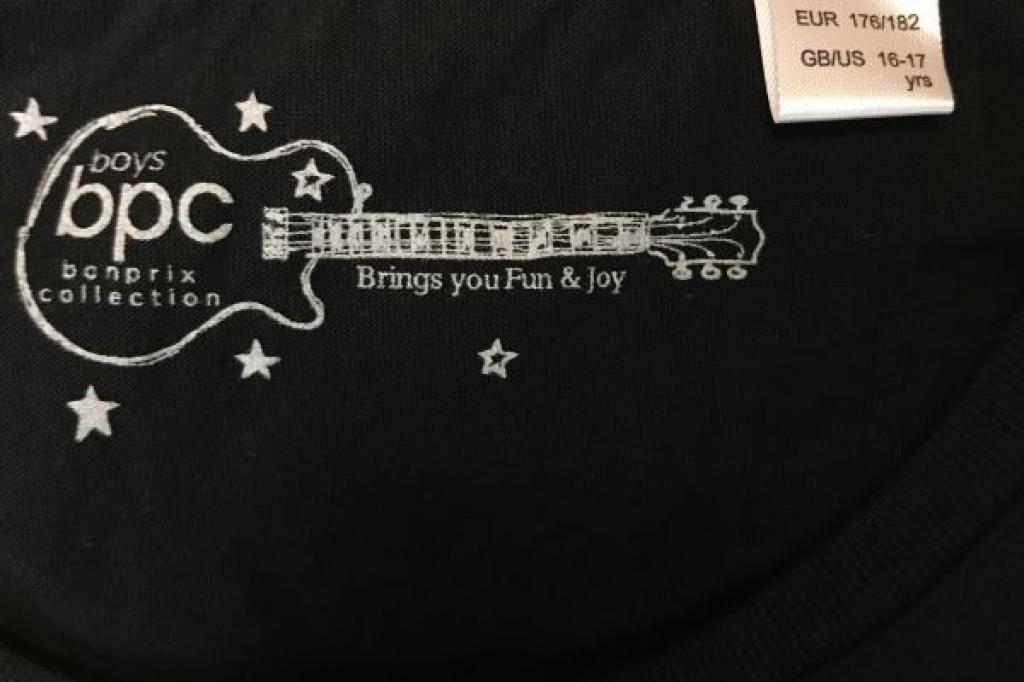 EUR 176/182
GB/US 16-17
yrs
boys
bpc
bonprix
collection
Brings you Fun & Joy